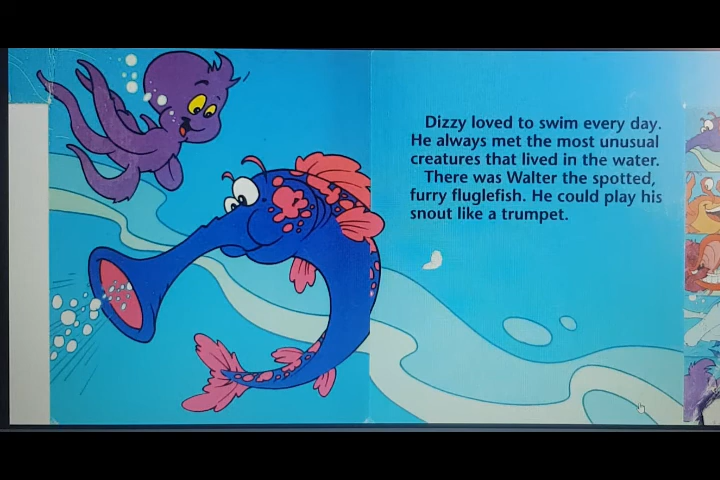 Dizzy loved to swim every day.
He always met the most unusual
creatures that lived in the water.
There was Walter the spotted,
furry fluglefish. He could play his
snout like a trumpet.